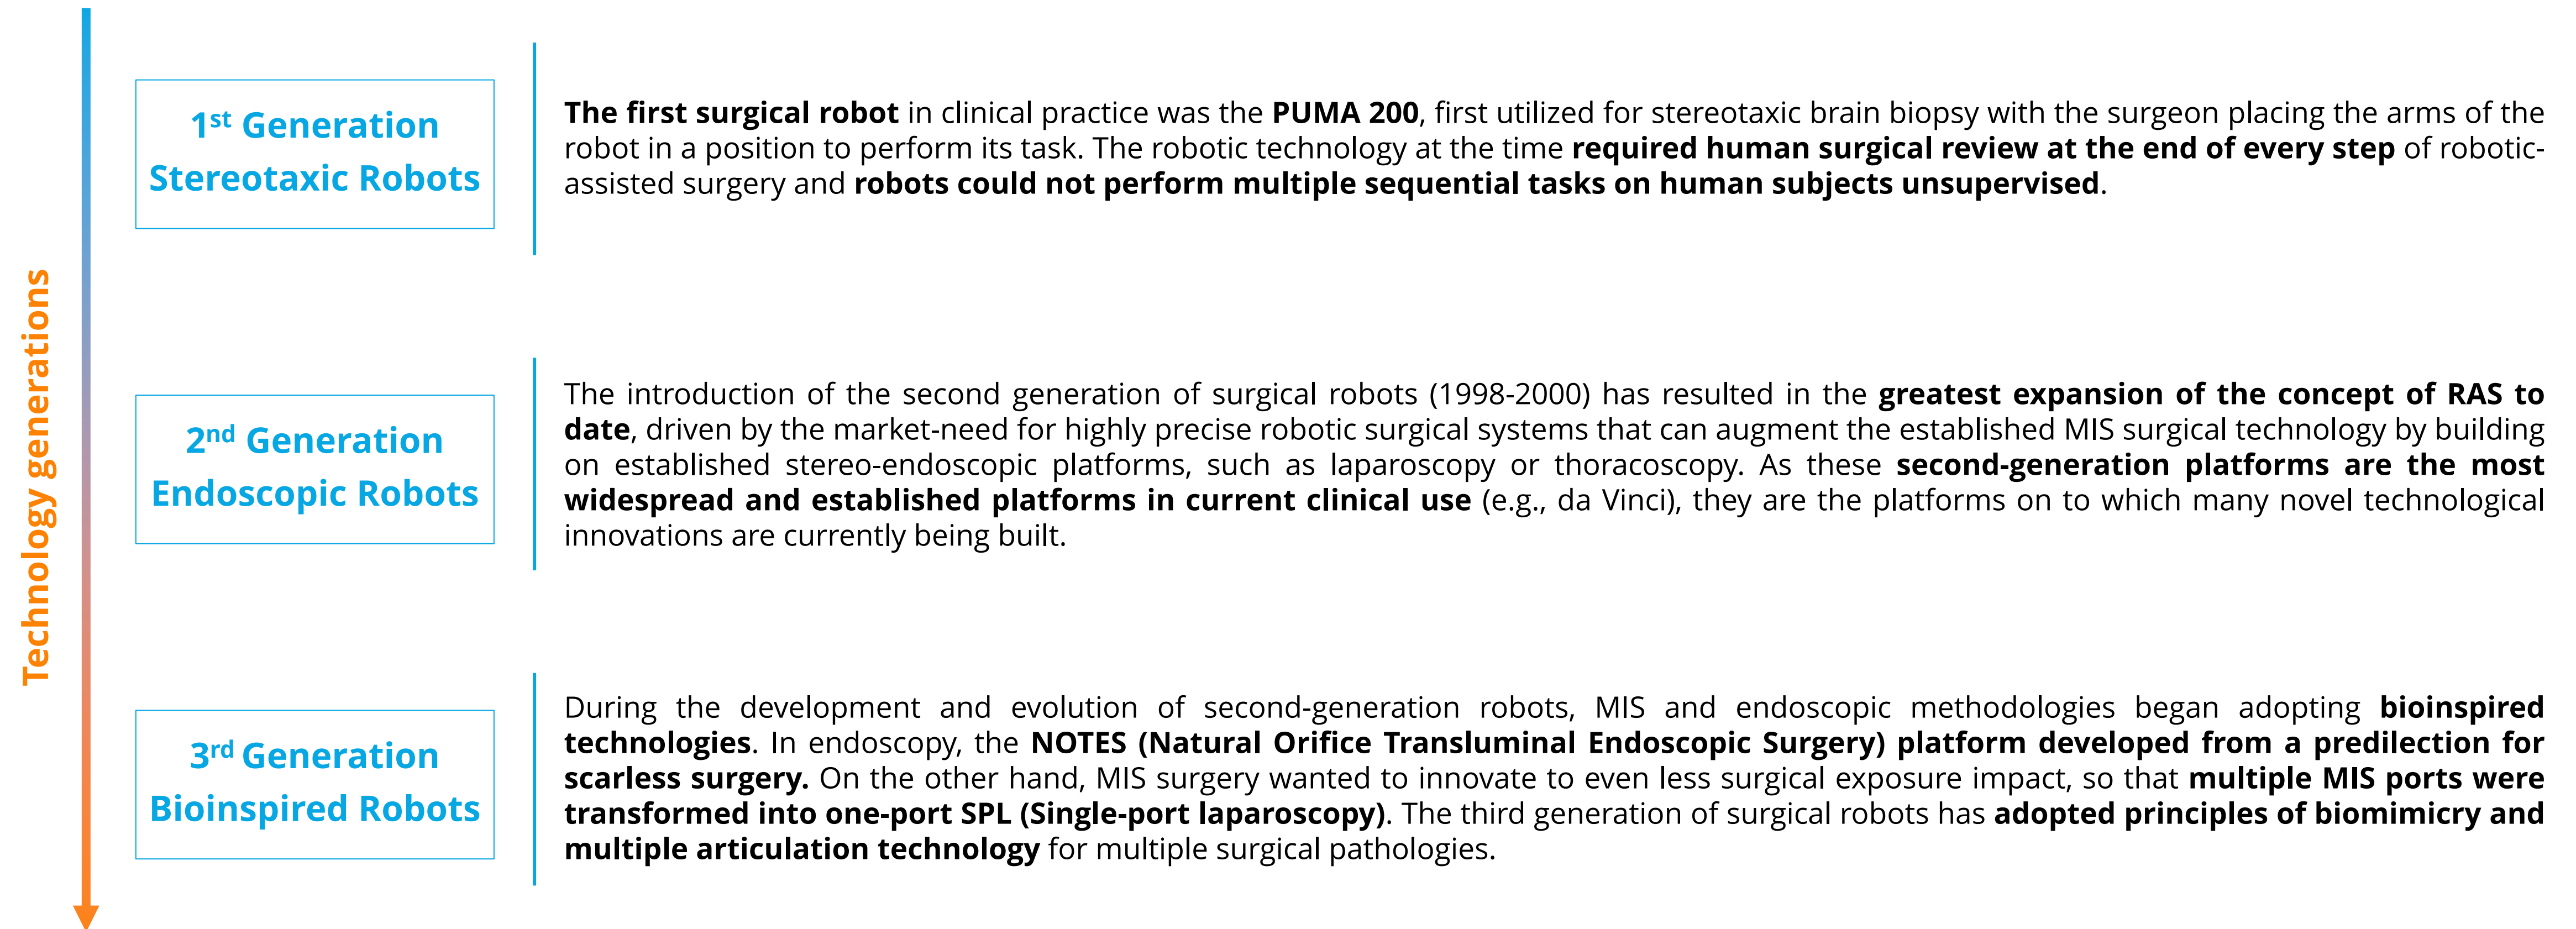 Technology generations
1st Generation
Stereotaxic Robots
The first surgical robot in clinical practice was the PUMA 200, first utilized for stereotaxic brain biopsy with the surgeon placing the arms of the
robot in a position to perform its task. The robotic technology at the time required human surgical review at the end of every step of robotic-
assisted surgery and robots could not perform multiple sequential tasks on human subjects unsupervised.
2nd Generation
Endoscopic Robots
The introduction of the second generation of surgical robots (1998-2000) has resulted in the greatest expansion of the concept of RAS to
date, driven by the market-need for highly precise robotic surgical systems that can augment the established MIS surgical technology by building
on established stereo-endoscopic platforms, such as laparoscopy or thoracoscopy. As these second-generation platforms are the most
widespread and established platforms in current clinical use (e.g., da Vinci), they are the platforms on to which many novel technological
innovations are currently being built.
3rd Generation
Bioinspired Robots
During the development and evolution of second-generation robots, MIS and endoscopic methodologies began adopting bioinspired
technologies. In endoscopy, the NOTES (Natural Orifice Transluminal Endoscopic Surgery) platform developed from a predilection for
scarless surgery. On the other hand, MIS surgery wanted to innovate to even less surgical exposure impact, so that multiple MIS ports were
transformed into one-port SPL (Single-port laparoscopy). The third generation of surgical robots has adopted principles of biomimicry and
multiple articulation technology for multiple surgical pathologies.